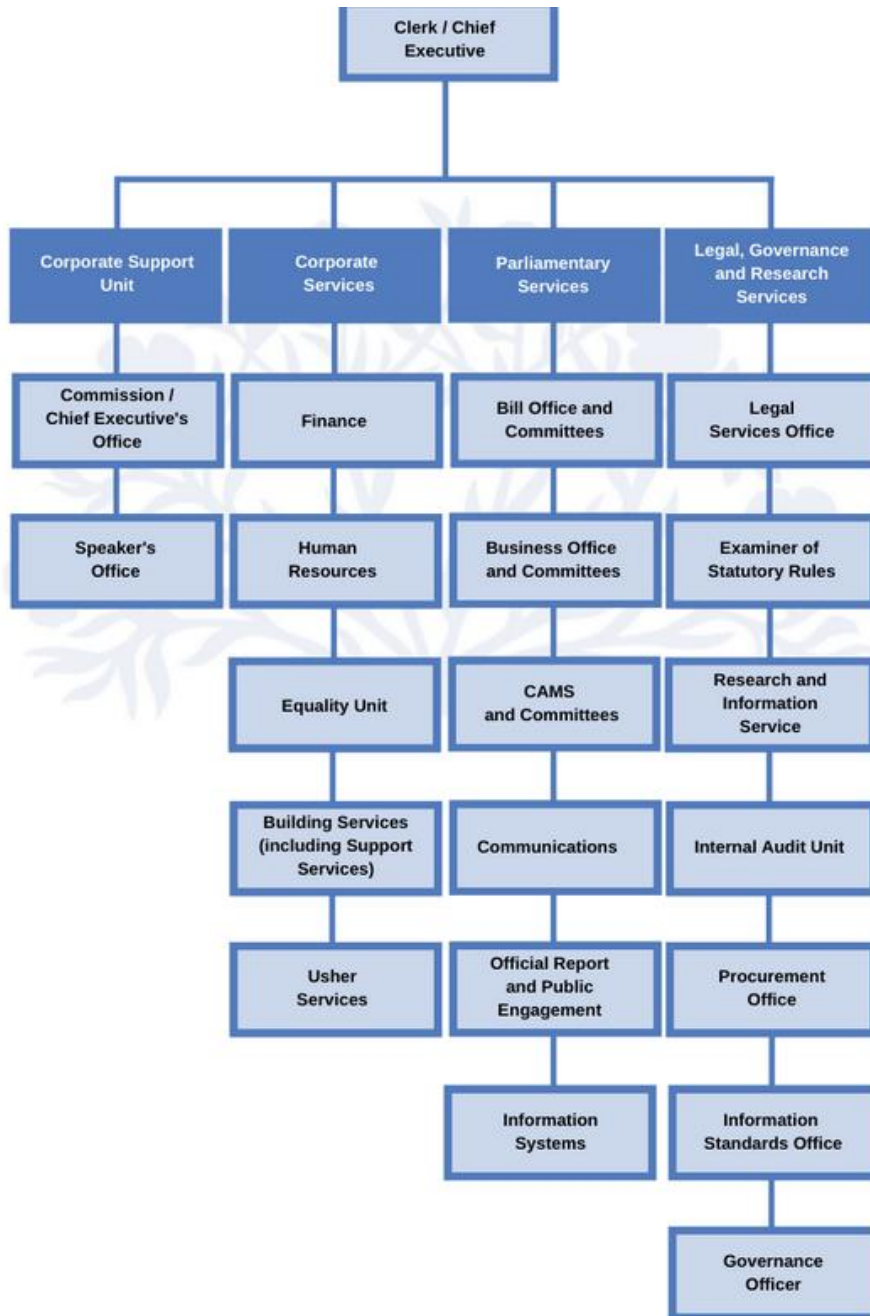 Clerk / Chief
Executive
Corporate Support
Unit
Corporate
Services
Parliamentary
Services
Legal, Governance
and Research
Services
Commission /
Chief Executive's
Office
Finance
Bill Office and
Committees
Legal
Services Office
Speaker's
Office
Human
Resources
Business Office
and Committees
Examiner of
Statutory Rules
Equality Unit
CAMS
and Committees
Research and
Information
Service
Building Services
(including Support
Services)
Communications
Internal Audit Unit
Usher
Services
Official Report
and Public
Engagement
Procurement
Office
Information
Systems
Information
Standards Office
Governance
Officer